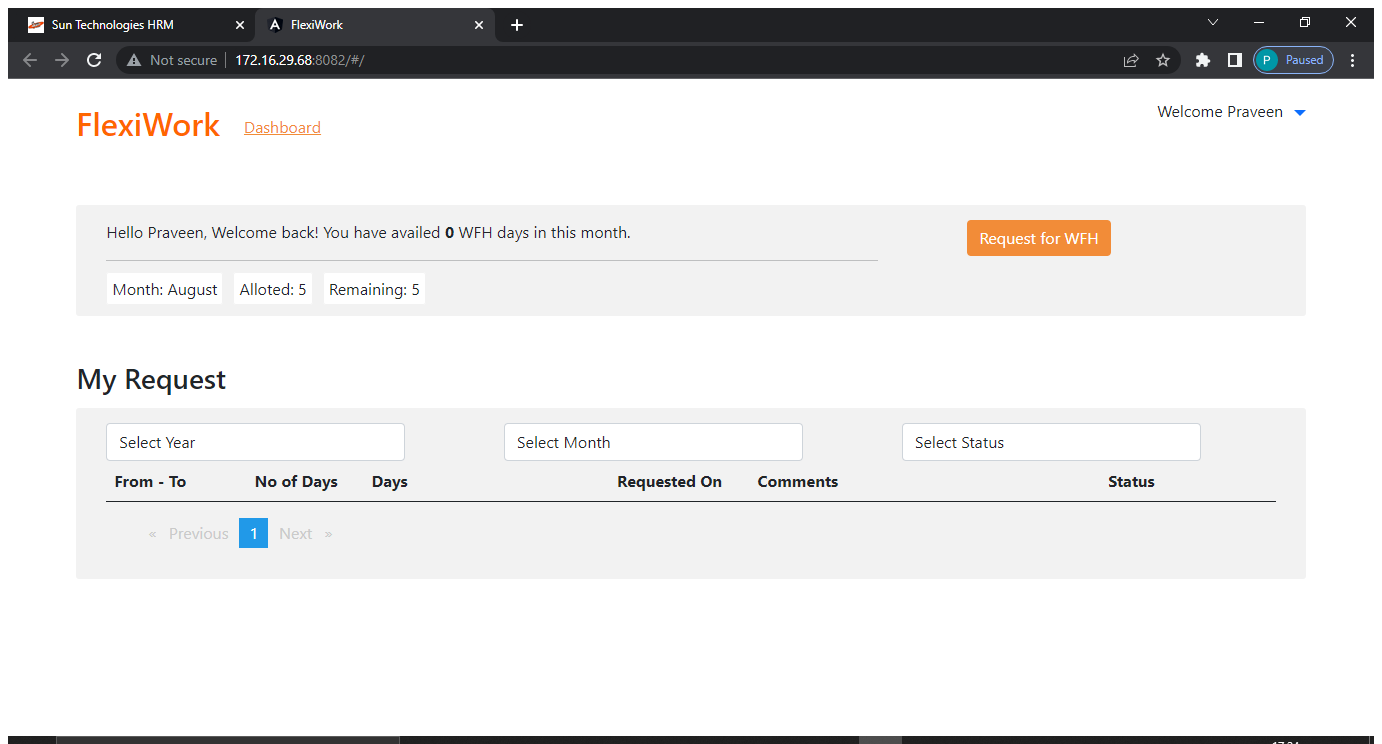 Sun Technologies HRM
FlexiWork
Not secure 172.16.29.68:8082/#/
P Paused
FlexiWork Dashboard
Welcome Praveen
Hello Praveen, Welcome back! You have availed 0 WFH days in this month.
Request for WFH
Month: August Alloted: 5 Remaining: 5
My Request
Select Year Select Month Select Status
From - To No of Days Days Requested On Comments Status
« Previous 1 Next »